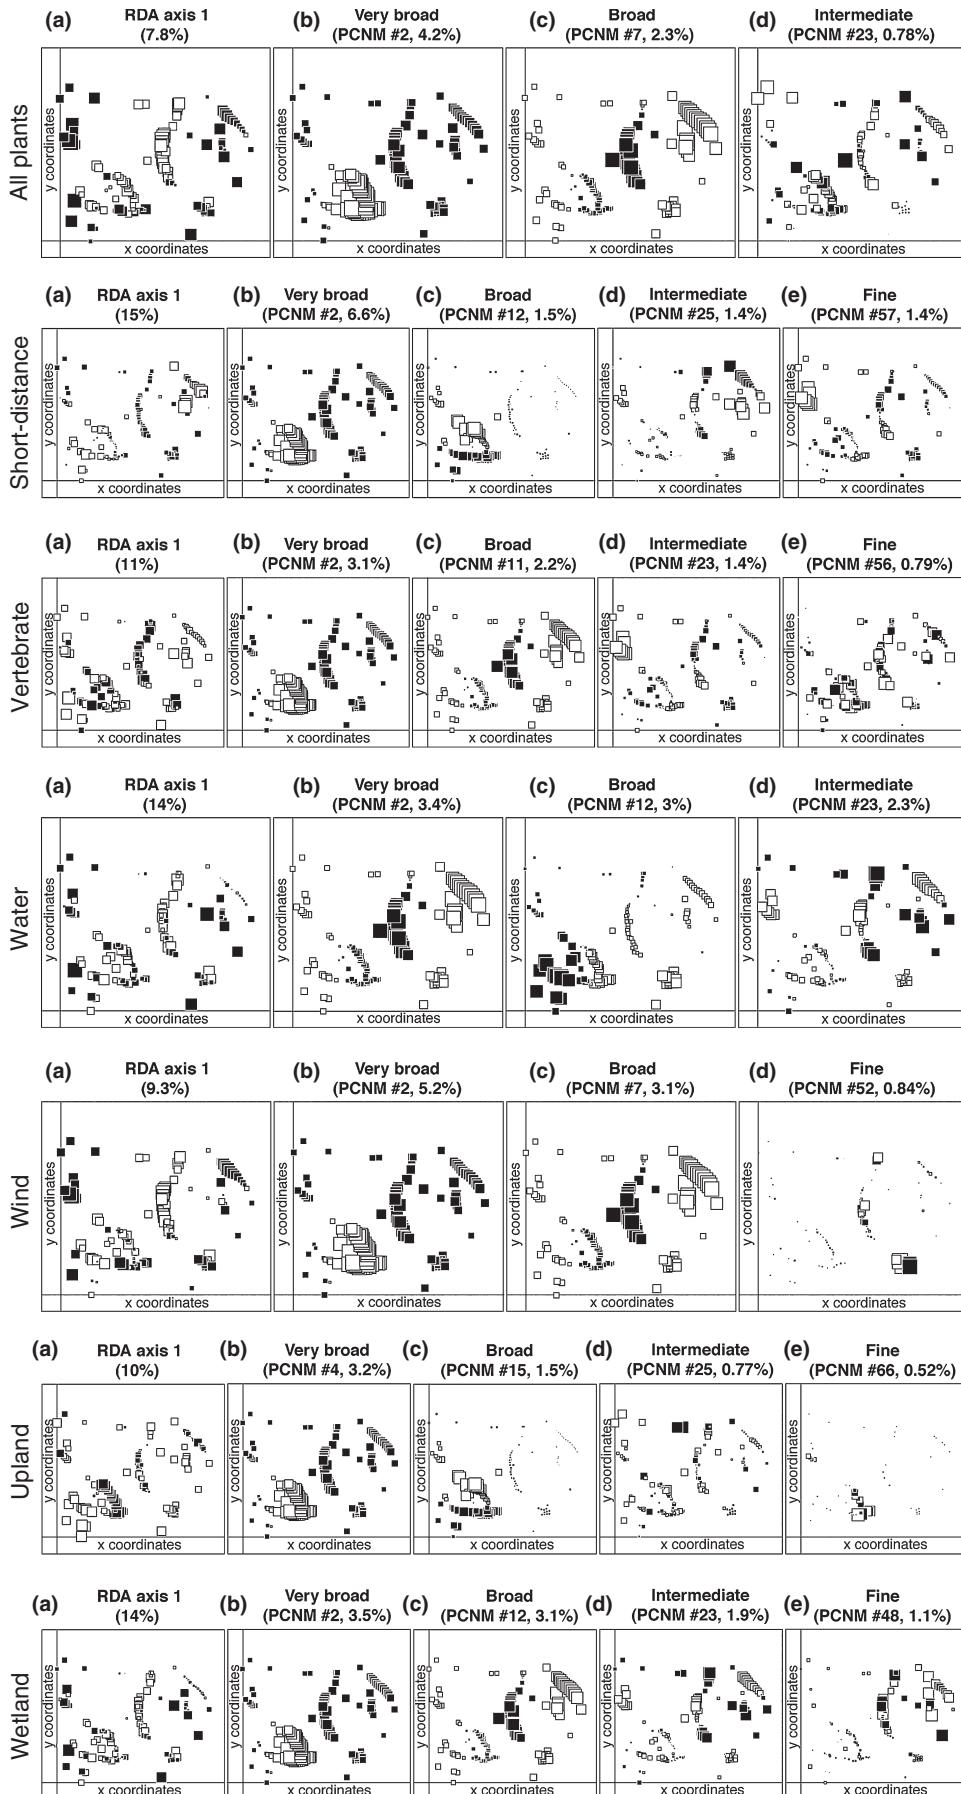 (a) RDA axis 1 (b) Very broad (c) Broad (d) Intermediate
(7.8%) (PCNM #2, 4.2%) (PCNM #7, 2.3%) (PCNM #23, 0.78%)
All plants
y coordinates y coordinates y coordinates y coordinates
x coordinates x coordinates x coordinates x coordinates
(a) RDA axis 1 (b) Very broad (c) Broad (d) Intermediate (e) Fine
(15%) (PCNM #2, 6.6%) (PCNM #12, 1.5%) (PCNM #25, 1.4%) (PCNM #57, 1.4%)
Short-distance
y coordinates y coordinates y coordinates y coordinates y coordinates
x coordinates x coordinates x coordinates x coordinates x coordinates
(a) RDA axis 1 (b) Very broad (c) Broad (d) Intermediate (e) Fine
(11%) (PCNM #2, 3.1%) (PCNM #11, 2.2%) (PCNM #23, 1.4%) (PCNM #56, 0.79%)
Vertebrate
y coordinates y coordinates y coordinates y coordinates y coordinates
x coordinates x coordinates x coordinates x coordinates x coordinates
(a) RDA axis 1 (b) Very broad (c) Broad (d) Intermediate
(14%) (PCNM #2, 3.4%) (PCNM #12, 3%) (PCNM #23, 2.3%)
Water
y coordinates y coordinates y coordinates y coordinates
x coordinates x coordinates x coordinates x coordinates
(a) RDA axis 1 (b) Very broad (c) Broad (d) Fine
(9.3%) (PCNM #2, 5.2%) (PCNM #7, 3.1%) (PCNM #52, 0.84%)
Wind
y coordinates y coordinates y coordinates y coordinates
x coordinates x coordinates x coordinates x coordinates
(a) RDA axis 1 (b) Very broad (c) Broad (d) Intermediate (e) Fine
(10%) (PCNM #4, 3.2%) (PCNM #15, 1.5%) (PCNM #25, 0.77%) (PCNM #66, 0.52%)
Upland
y coordinates y coordinates y coordinates y coordinates y coordinates
x coordinates x coordinates x coordinates x coordinates x coordinates
(a) RDA axis 1 (b) Very broad (c) Broad (d) Intermediate (e) Fine
(14%) (PCNM #2, 3.5%) (PCNM #12, 3.1%) (PCNM #23, 1.9%) (PCNM #48, 1.1%)
Wetland
y coordinates y coordinates y coordinates y coordinates y coordinates
x coordinates x coordinates x coordinates x coordinates x coordinates